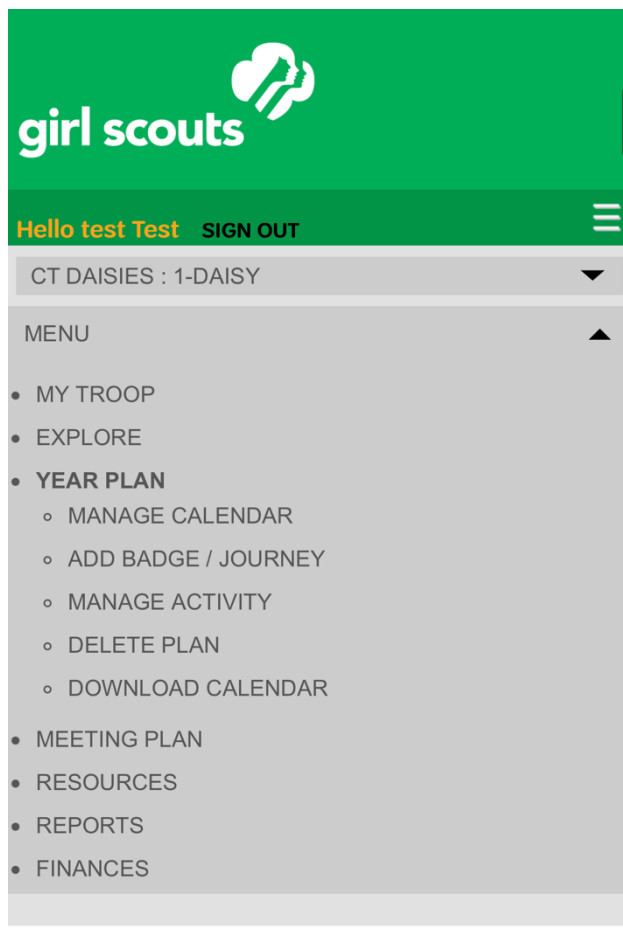 girl scouts
Hello test Test SIGN OUT
CT DAISIES : 1-DAISY
MENU
MY TROOP
EXPLORE
YEAR PLAN
MANAGE CALENDAR
ADD BADGE / JOURNEY
MANAGE ACTIVITY
DELETE PLAN
DOWNLOAD CALENDAR
MEETING PLAN
RESOURCES
REPORTS
FINANCES